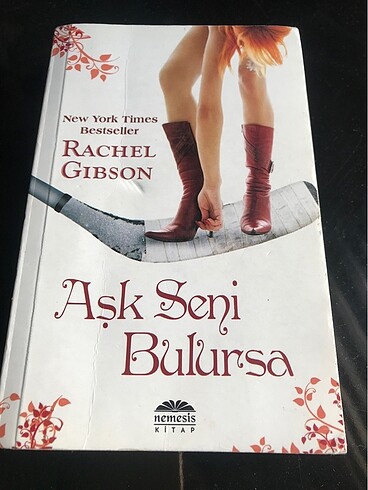 New York Times
Bestseller
RACHEL
GIBSON
Aşk Seni
Bulursa
nemesis
KİTAP